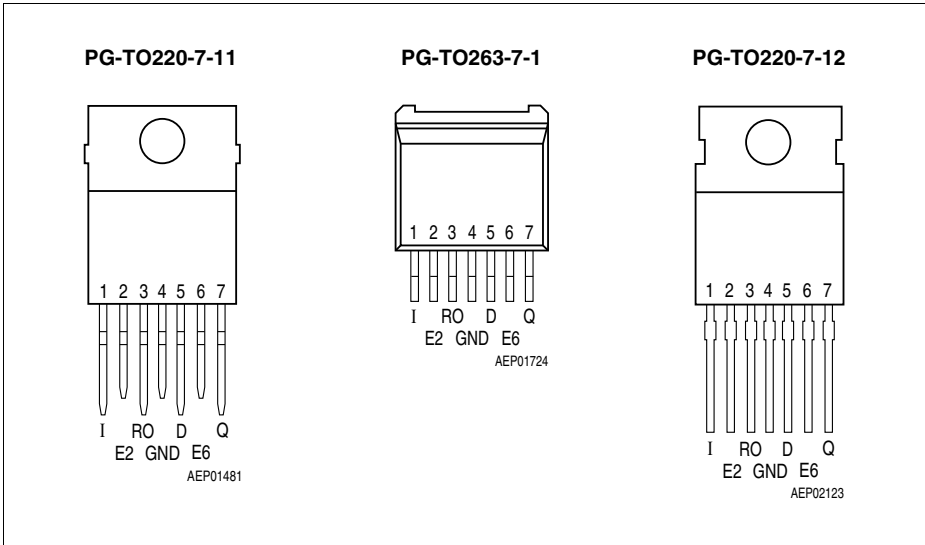 PG-TO220-7-11
PG-TO263-7-1
PG-TO220-7-12
1 2 3 4 5 6 7
I RO D Q
E2 GND E6
AEP01481
1 2 3 4 5 6 7
I RO D Q
E2 GND E6
AEP01724
1 2 3 4 5 6 7
I RO D Q
E2 GND E6
AEP02123